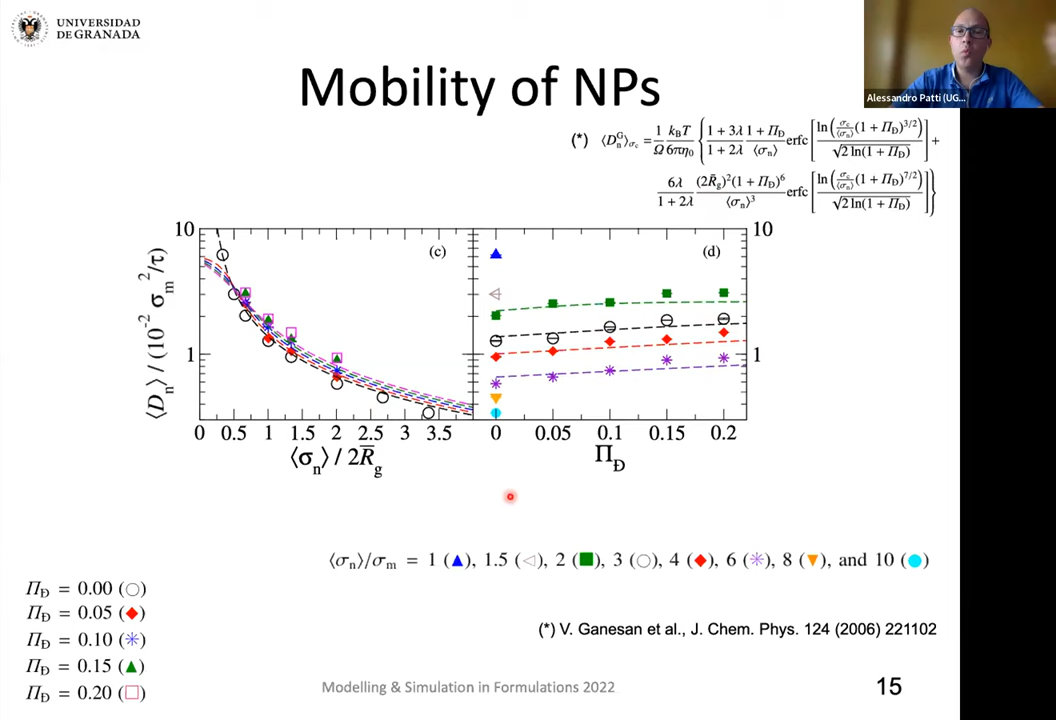 UNIVERSIDAD
DE GRANADA
Alessandro Patti (UG...
Mobility of NPs
(*) ⟨D_n^G⟩_σc = 1/Ω k_BT/6πη_0 { 1 + 3λ/1 + 2λ 1 + Π_Đ/⟨σ_n⟩ erfc [ ln(σ_c/⟨σ_n⟩ (1 + Π_Đ)^3/2) / √2 ln(1 + Π_Đ) ] +
6λ/1 + 2λ (2R̄_g)^2(1 + Π_Đ)^6/⟨σ_n⟩^3 erfc [ ln(σ_c/⟨σ_n⟩ (1 + Π_Đ)^7/2) / √2 ln(1 + Π_Đ) ] }
10 (c) (d) 10
⟨D_n⟩ / (10^-2 σ_m^2/τ)
1 1
0 0.5 1 1.5 2 2.5 3 3.5 0 0.05 0.1 0.15 0.2
⟨σ_n⟩ / 2R̄_g Π_Đ
⟨σ_n⟩/σ_m = 1 (▲), 1.5 (◁), 2 (■), 3 (○), 4 (◆), 6 (✳), 8 (▼), and 10 (●)
Π_Đ = 0.00 (○)
Π_Đ = 0.05 (◆)
Π_Đ = 0.10 (✳)
Π_Đ = 0.15 (▲)
Π_Đ = 0.20 (□)
(*) V. Ganesan et al., J. Chem. Phys. 124 (2006) 221102
Modelling & Simulation in Formulations 2022
15